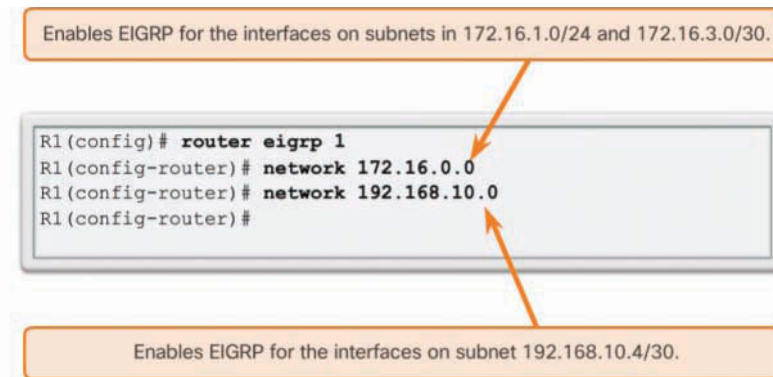 Enables EIGRP for the interfaces on subnets in 172.16.1.0/24 and 172.16.3.0/30.
R1(config)# router eigrp 1
R1(config-router)# network 172.16.0.0
R1(config-router)# network 192.168.10.0
R1(config-router)#
Enables EIGRP for the interfaces on subnet 192.168.10.4/30.